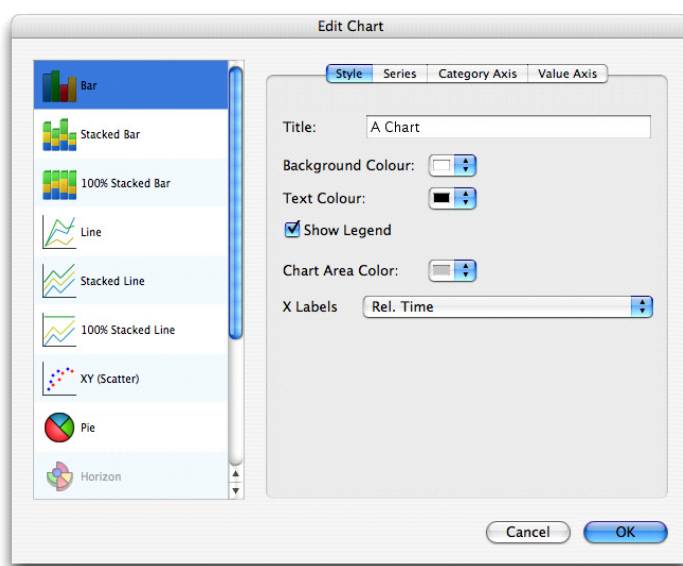 Edit Chart
Bar
Stacked Bar
100% Stacked Bar
Line
Stacked Line
100% Stacked Line
XY (Scatter)
Pie
Horizon
Style Series Category Axis Value Axis
Title: A Chart
Background Colour:
Text Colour:
Show Legend
Chart Area Color:
X Labels Rel. Time
Cancel OK